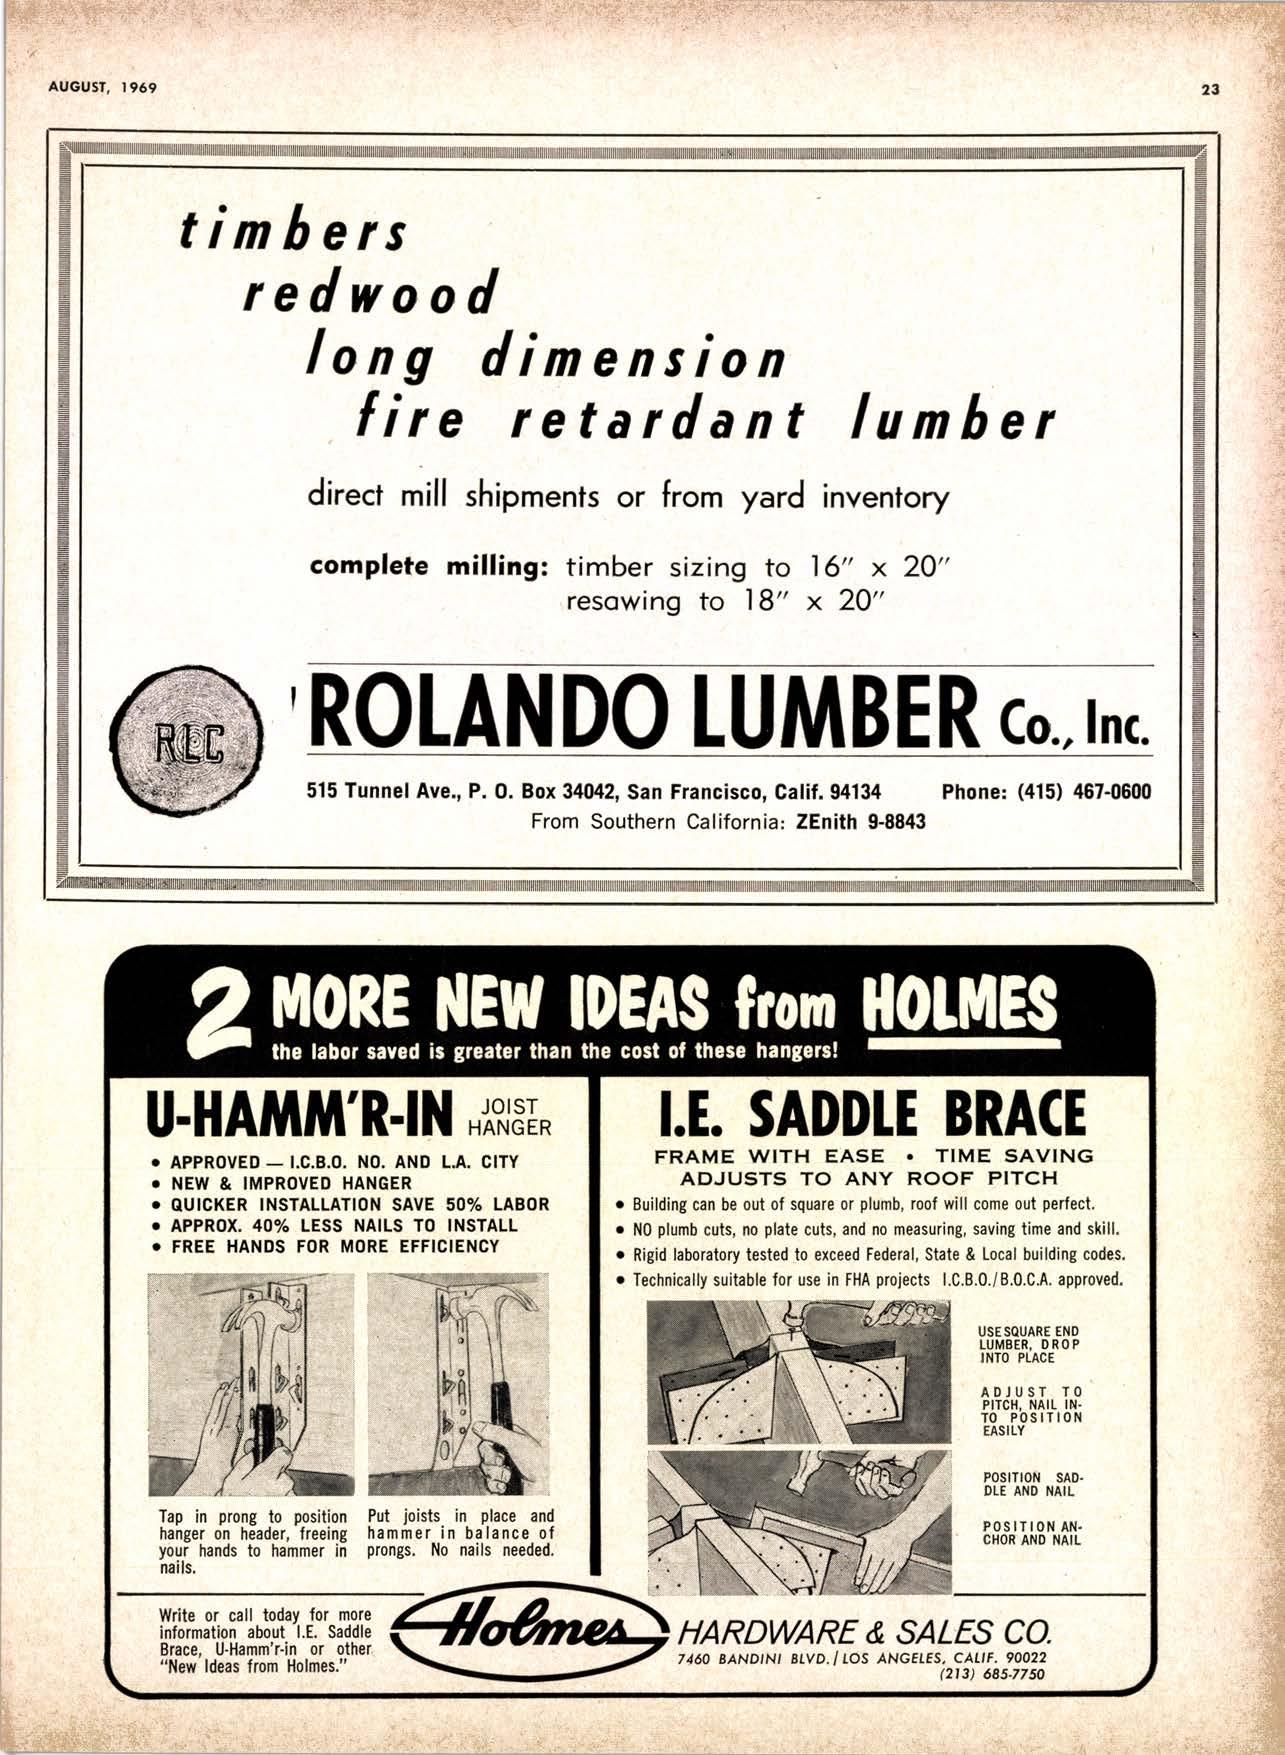 AUGUST, 1969
23
timbers
redwood
long dimension
fire retardant lumber
direct mill shipments or from yard inventory
complete milling: timber sizing to 16″ x 20″
resawing to 18″ x 20″
RLC
ROLANDO LUMBER Co., Inc.
515 Tunnel Ave., P. O. Box 34042, San Francisco, Calif. 94134 Phone: (415) 467-0600
From Southern California: ZEnith 9-8843
2 MORE NEW IDEAS from HOLMES
the labor saved is greater than the cost of these hangers!
U-HAMM'R-IN JOIST
HANGER
• APPROVED — I.C.B.O. NO. AND L.A. CITY
• NEW & IMPROVED HANGER
• QUICKER INSTALLATION SAVE 50% LABOR
• APPROX. 40% LESS NAILS TO INSTALL
• FREE HANDS FOR MORE EFFICIENCY
Tap in prong to position
hanger on header, freeing
your hands to hammer in
nails.
Put joists in place and
hammer in balance of
prongs. No nails needed.
I.E. SADDLE BRACE
FRAME WITH EASE • TIME SAVING
ADJUSTS TO ANY ROOF PITCH
• Building can be out of square or plumb, roof will come out perfect.
• NO plumb cuts, no plate cuts, and no measuring, saving time and skill.
• Rigid laboratory tested to exceed Federal, State & Local building codes.
• Technically suitable for use in FHA projects I.C.B.O./B.O.C.A. approved.
USE SQUARE END
LUMBER, DROP
INTO PLACE
ADJUST TO
PITCH, NAIL IN-
TO POSITION
EASILY
POSITION SAD-
DLE AND NAIL
POSITION AN-
CHOR AND NAIL
Write or call today for more
information about I.E. Saddle
Brace, U-Hamm'r-in or other
"New Ideas from Holmes."
Holmes HARDWARE & SALES CO.
7460 BANDINI BLVD. / LOS ANGELES, CALIF. 90022
(213) 685-7750